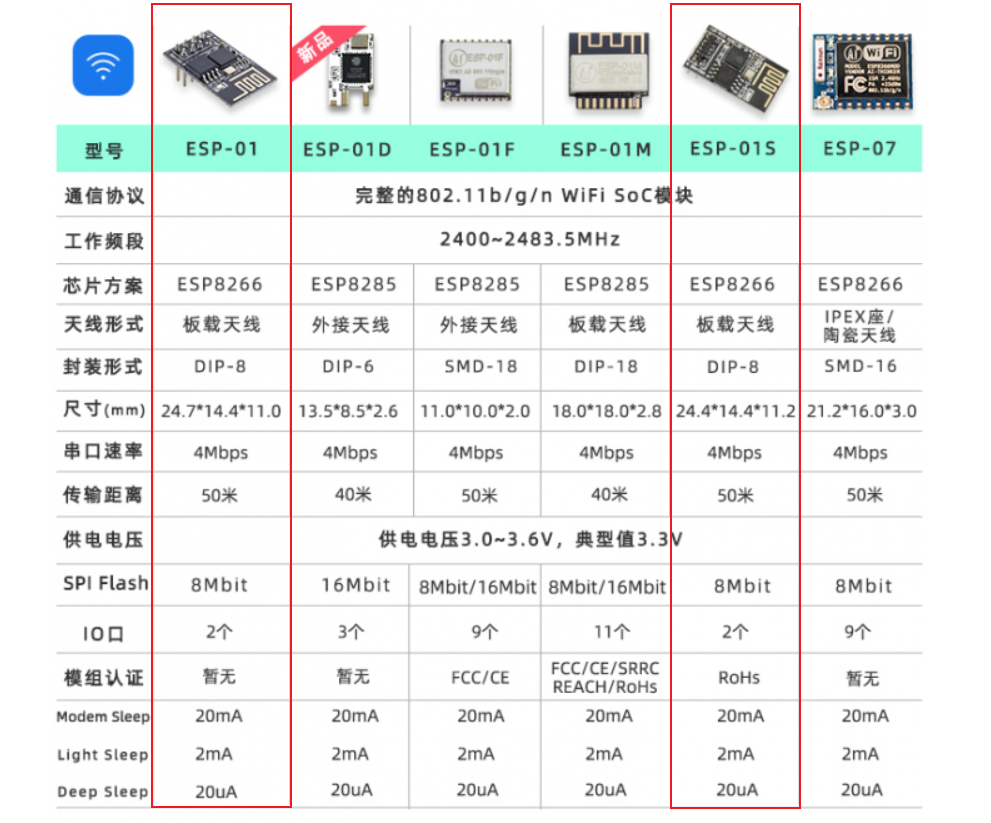 新品
型号 ESP-01 ESP-01D ESP-01F ESP-01M ESP-01S ESP-07
通信协议 完整的802.11b/g/n WiFi SoC模块
工作频段 2400~2483.5MHz
芯片方案 ESP8266 ESP8285 ESP8285 ESP8285 ESP8266 ESP8266
天线形式 板载天线 外接天线 外接天线 板载天线 板载天线 IPEX座/
陶瓷天线
封装形式 DIP-8 DIP-6 SMD-18 DIP-18 DIP-8 SMD-16
尺寸(mm) 24.7*14.4*11.0 13.5*8.5*2.6 11.0*10.0*2.0 18.0*18.0*2.8 24.4*14.4*11.2 21.2*16.0*3.0
串口速率 4Mbps 4Mbps 4Mbps 4Mbps 4Mbps 4Mbps
传输距离 50米 40米 50米 40米 50米 50米
供电电压 供电电压3.0~3.6V，典型值3.3V
SPI Flash 8Mbit 16Mbit 8Mbit/16Mbit 8Mbit/16Mbit 8Mbit 8Mbit
IO口 2个 3个 9个 11个 2个 9个
模组认证 暂无 暂无 FCC/CE FCC/CE/SRRC RoHs 暂无
REACH/RoHs
Modem Sleep 20mA 20mA 20mA 20mA 20mA 20mA
Light Sleep 2mA 2mA 2mA 2mA 2mA 2mA
Deep Sleep 20uA 20uA 20uA 20uA 20uA 20uA